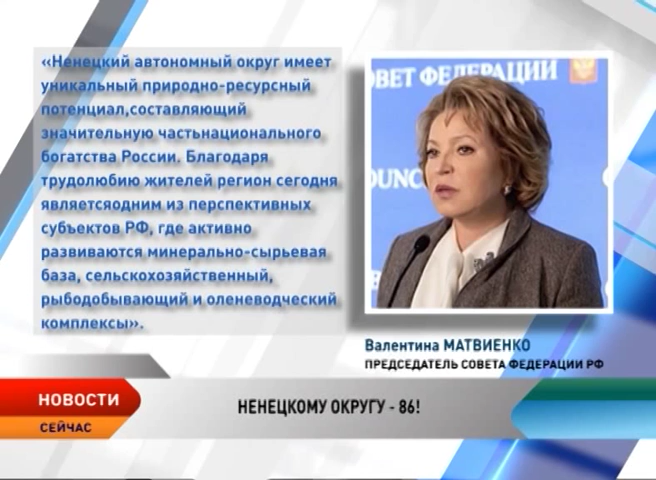 «Ненецкий автономный округ имеет
уникальный природно-ресурсный
потенциал,составляющий
значительную частьнационального
богатства России. Благодаря
трудолюбию жителей регион сегодня
являетсяодним из перспективных
субъектов РФ, где активно
развиваются минерально-сырьевая
база, сельскохозяйственный,
рыбодобывающий и оленеводческий
комплексы».
ОВЕТ ФЕДЕРАЦИИ
OUNC
Валентина МАТВИЕНКО
ПРЕДСЕДАТЕЛЬ СОВЕТА ФЕДЕРАЦИИ РФ
НОВОСТИ
СЕЙЧАС
НЕНЕЦКОМУ ОКРУГУ - 86!